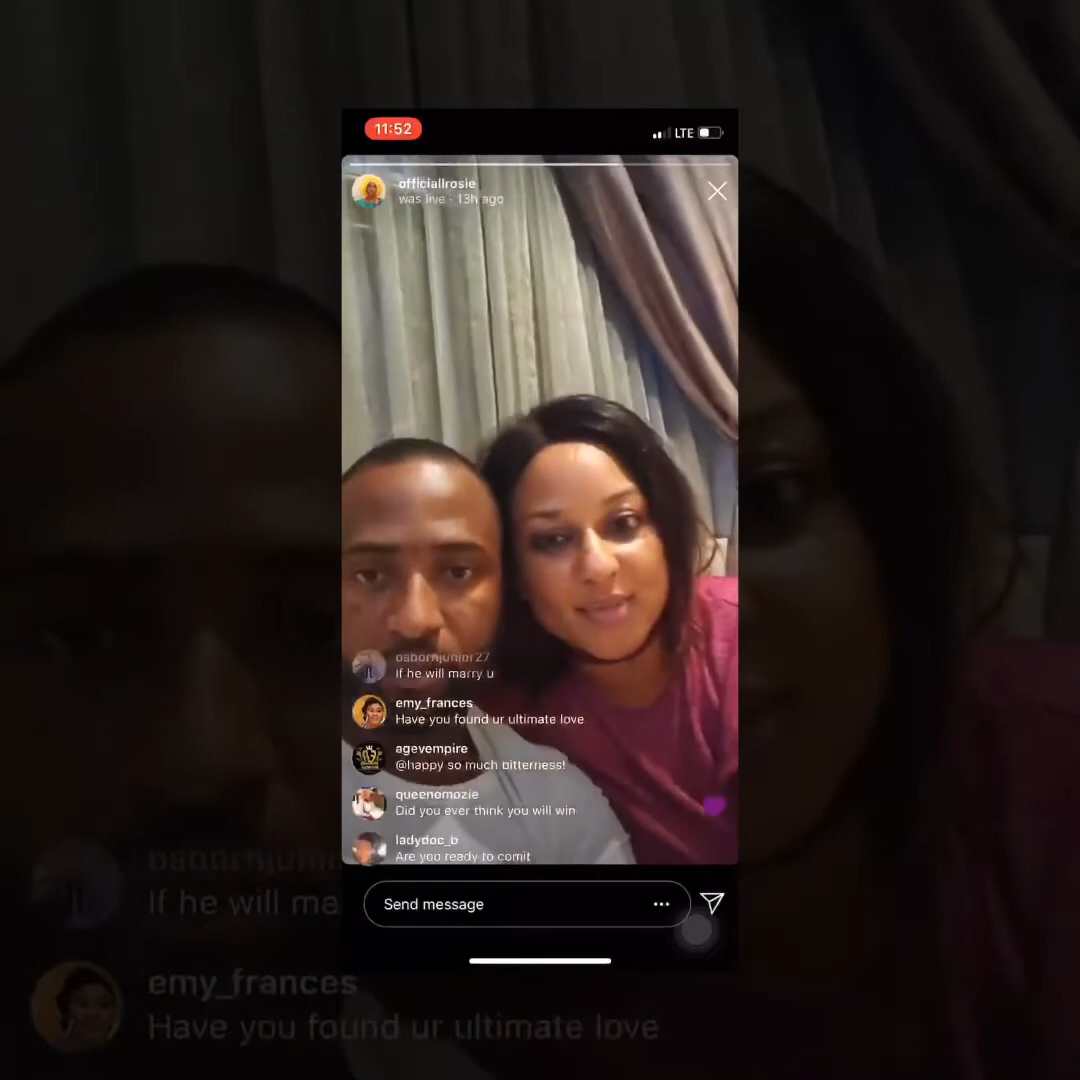 11:52
LTE
officiallrosie
was live · 13h ago
osbornjunior27
If he will marry u
emy_frances
Have you found ur ultimate love
agevempire
@happy so much bitterness!
queenomozie
Did you ever think you will win
ladydoc_b
Are you ready to comit
Send message
If he will ma
emy_frances
Have you found ur ultimate love